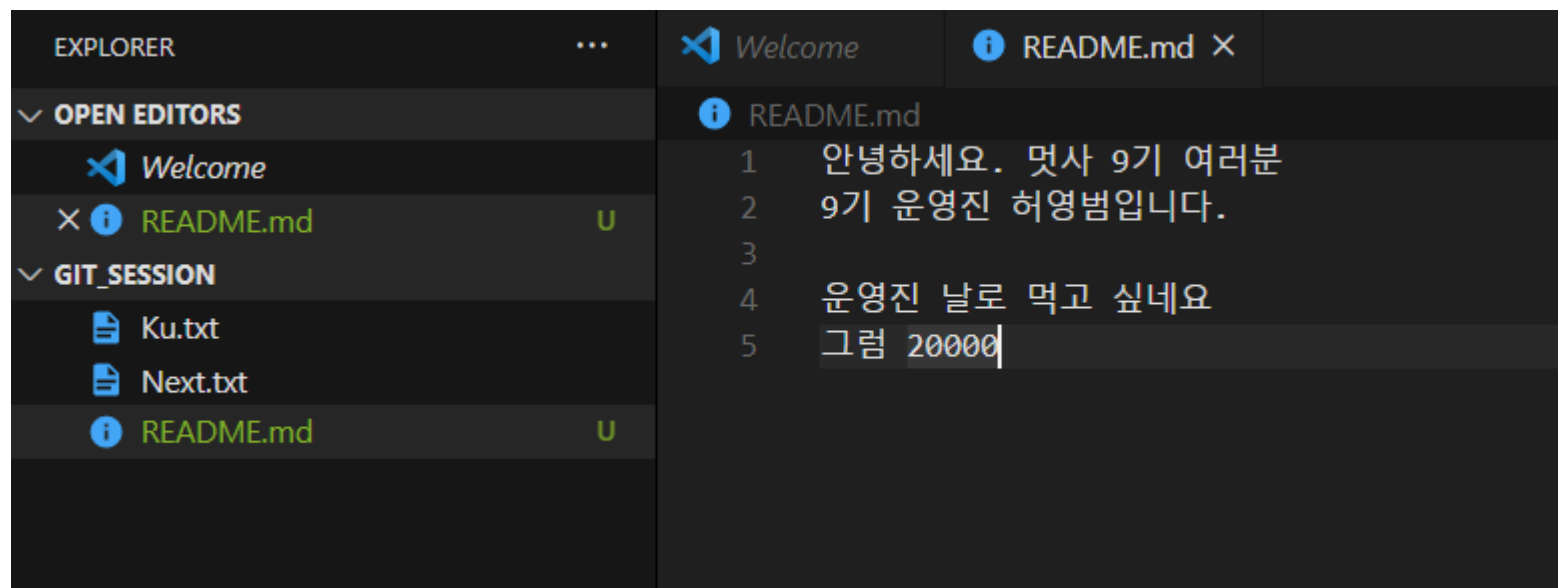 EXPLORER ...
OPEN EDITORS
Welcome
README.md U
GIT_SESSION
Ku.txt
Next.txt
README.md U
Welcome README.md
README.md
1 안녕하세요. 멋사 9기 여러분
2 9기 운영진 허영범입니다.
3
4 운영진 날로 먹고 싶네요
5 그럼 20000